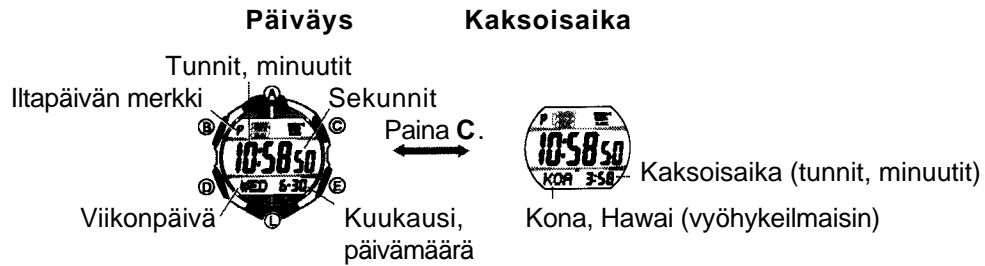 Päiväys Kaksoisaika
Tunnit, minuutit
Iltapäivän merkki
Sekunnit
A
B
C
P
10:58 50
WED 6-30
D
E
L
Paina C.
P
10:58 50
KOA 3:58
Kaksoisaika (tunnit, minuutit)
Viikonpäivä
Kuukausi,
päivämäärä
Kona, Hawai (vyöhykeilmaisin)